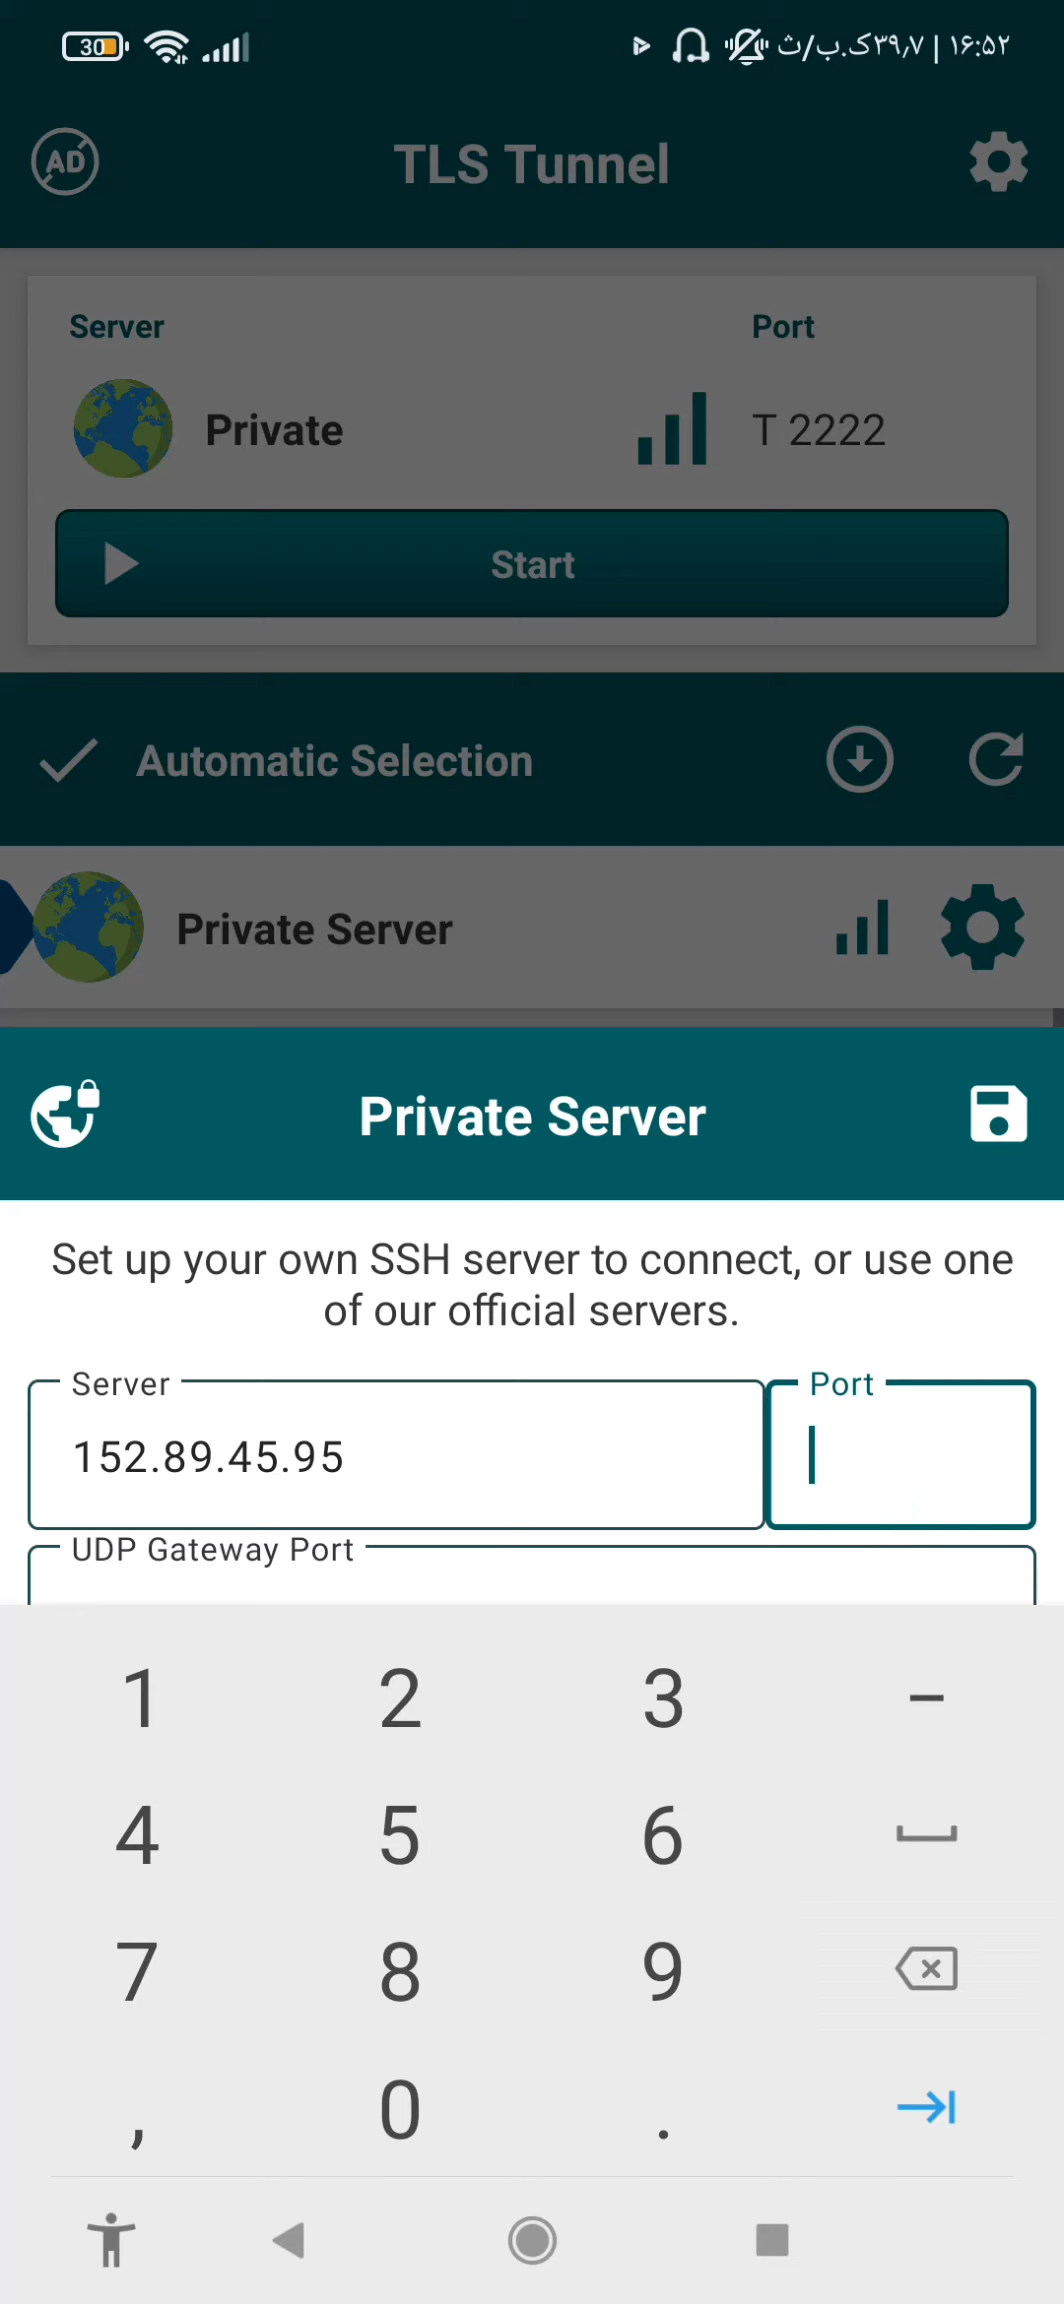 30 ۳۹٫۷ک.ب/ث | ۱۶:۵۲
AD TLS Tunnel
Server Port
Private T 2222
Start
Automatic Selection
Private Server
Private Server
Set up your own SSH server to connect, or use one
of our official servers.
Server Port
152.89.45.95
UDP Gateway Port
1 2 3 –
4 5 6
7 8 9
, 0 .